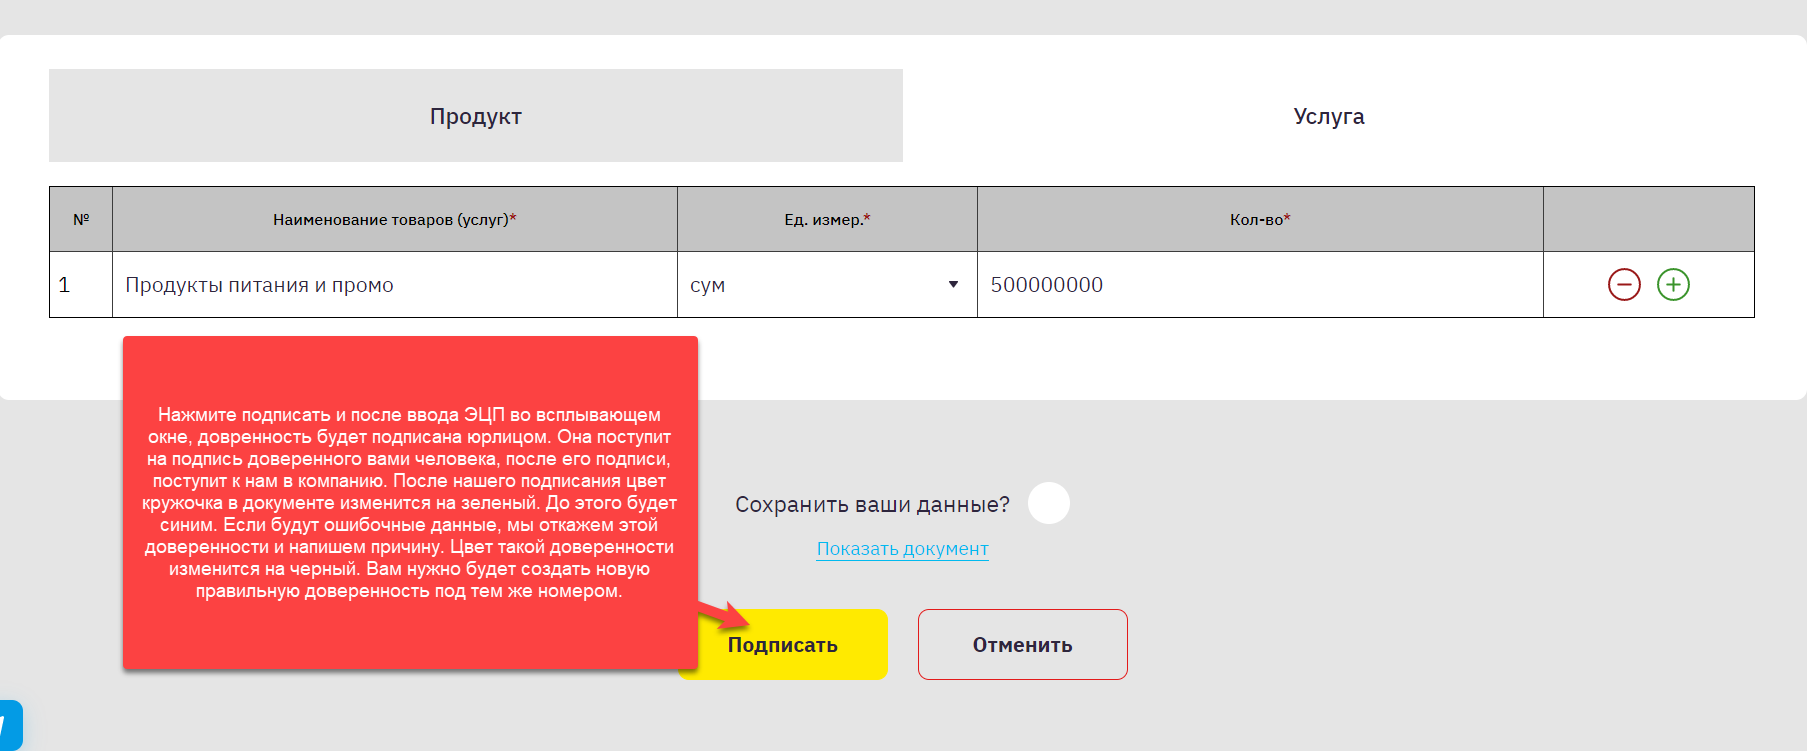 Продукт
Услуга
№
Наименование товаров (услуг)*
Ед. измер.*
Кол-во*
1
Продукты питания и промо
сум
500000000
Нажмите подписать и после ввода ЭЦП во всплывающем
окне, довренность будет подписана юрлицом. Она поступит
на подпись доверенного вами человека, после его подписи,
поступит к нам в компанию. После нашего подписания цвет
кружочка в документе изменится на зеленый. До этого будет
синим. Если будут ошибочные данные, мы откажем этой
доверенности и напишем причину. Цвет такой доверенности
изменится на черный. Вам нужно будет создать новую
правильную доверенность под тем же номером.
Сохранить ваши данные?
Показать документ
Подписать
Отменить